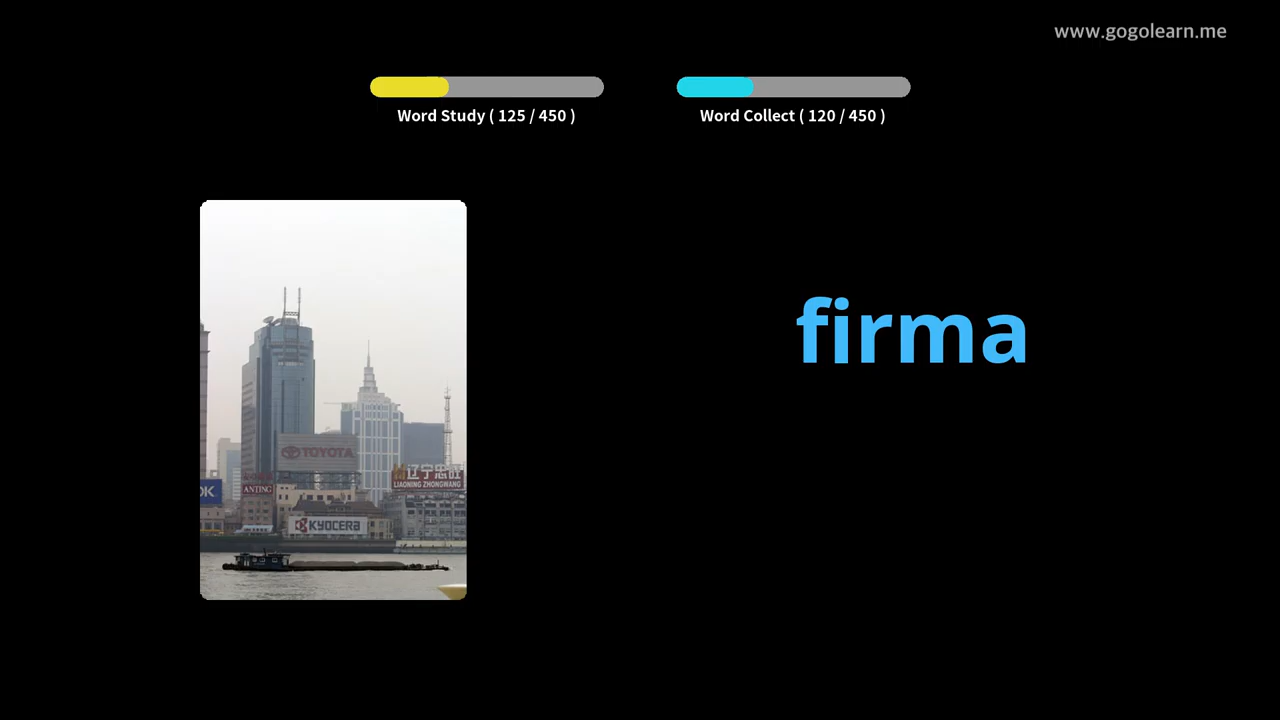 www.gogolearn.me
Word Study ( 125 / 450 )
Word Collect ( 120 / 450 )
firma
TOYOTA
辽宁忠旺
LIAONING ZHONGWANG
OK
ANTING
KYOCERA